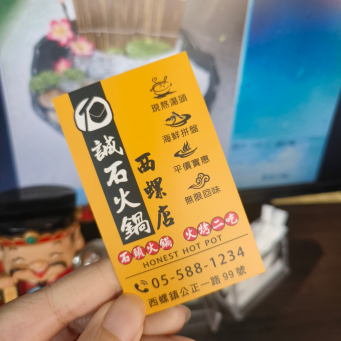 誠石火鍋
西螺店
現熬湯頭
海鮮拼盤
平價實惠
無限回味
石頭火鍋 火烤二吃
HONEST HOT POT
05-588-1234
西螺鎮公正一路99號